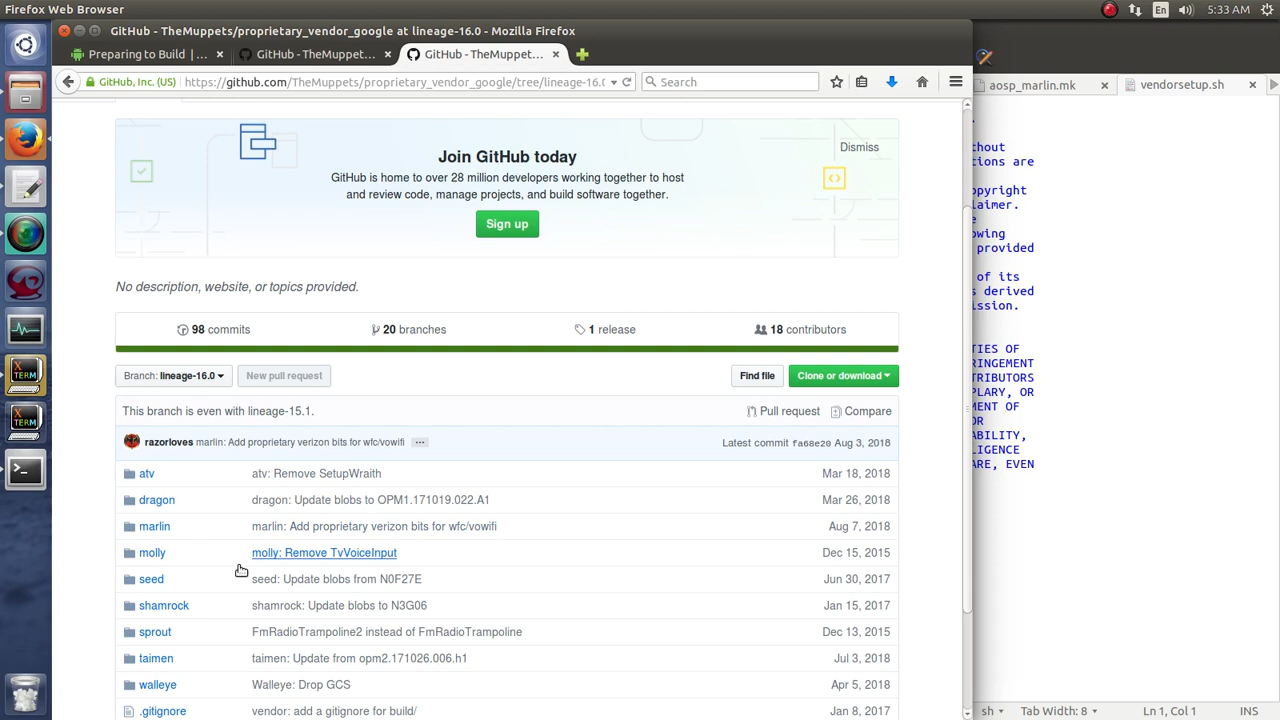 Firefox Web Browser
En
5:33 AM
GitHub - TheMuppets/proprietary_vendor_google at lineage-16.0 - Mozilla Firefox
Preparing to Build | ...
GitHub - TheMuppet...
GitHub - TheMuppet...
aosp_marlin.mk
vendorsetup.sh
GitHub, Inc. (US)
https://github.com/TheMuppets/proprietary_vendor_google/tree/lineage-16.0
Search
Join GitHub today
Dismiss
GitHub is home to over 28 million developers working together to host
and review code, manage projects, and build software together.
Sign up
No description, website, or topics provided.
98 commits
20 branches
1 release
18 contributors
Branch: lineage-16.0
New pull request
Find file
Clone or download
This branch is even with lineage-15.1.
Pull request
Compare
razorloves marlin: Add proprietary verizon bits for wfc/vowifi ...
Latest commit fa68e20 Aug 3, 2018
atv
atv: Remove SetupWraith
Mar 18, 2018
dragon
dragon: Update blobs to OPM1.171019.022.A1
Mar 26, 2018
marlin
marlin: Add proprietary verizon bits for wfc/vowifi
Aug 7, 2018
molly
molly: Remove TvVoiceInput
Dec 15, 2015
seed
seed: Update blobs from N0F27E
Jun 30, 2017
shamrock
shamrock: Update blobs to N3G06
Jan 15, 2017
sprout
FmRadioTrampoline2 instead of FmRadioTrampoline
Dec 13, 2015
taimen
taimen: Update from opm2.171026.006.h1
Jul 3, 2018
walleye
Walleye: Drop GCS
Apr 5, 2018
.gitignore
vendor: add a gitignore for build/
Jan 8, 2017
thout
tions are
opyright
laimer.
e
owing
provided
of its
s derived
ission.
TIES OF
RINGEMENT
TRIBUTORS
PLARY, OR
MENT OF
OR
ABILITY,
LIGENCE
ARE, EVEN
X
TERM
X
TERM
sh
Tab Width: 8
Ln 1, Col 1
INS